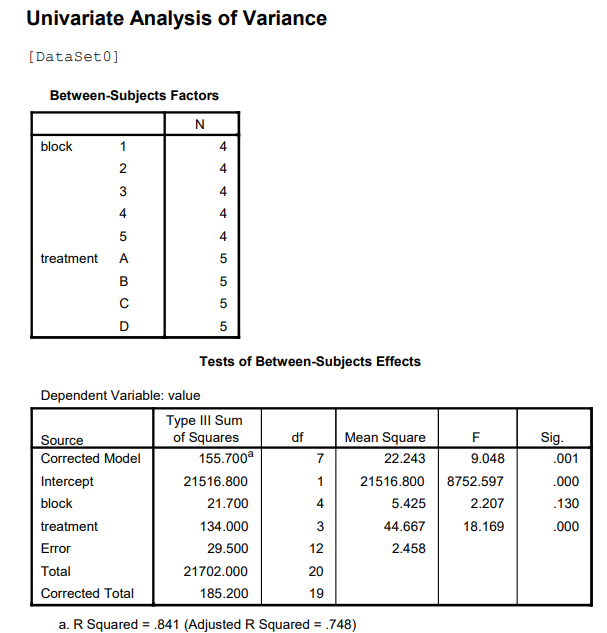 Univariate Analysis of Variance
[DataSet0]
Between-Subjects Factors
N
block 1 4
2 4
3 4
4 4
5 4
treatment A 5
B 5
C 5
D 5
Tests of Between-Subjects Effects
Dependent Variable: value
Source Type III Sum of Squares df Mean Square F Sig.
Corrected Model 155.700a 7 22.243 9.048 .001
Intercept 21516.800 1 21516.800 8752.597 .000
block 21.700 4 5.425 2.207 .130
treatment 134.000 3 44.667 18.169 .000
Error 29.500 12 2.458
Total 21702.000 20
Corrected Total 185.200 19
a. R Squared = .841 (Adjusted R Squared = .748)